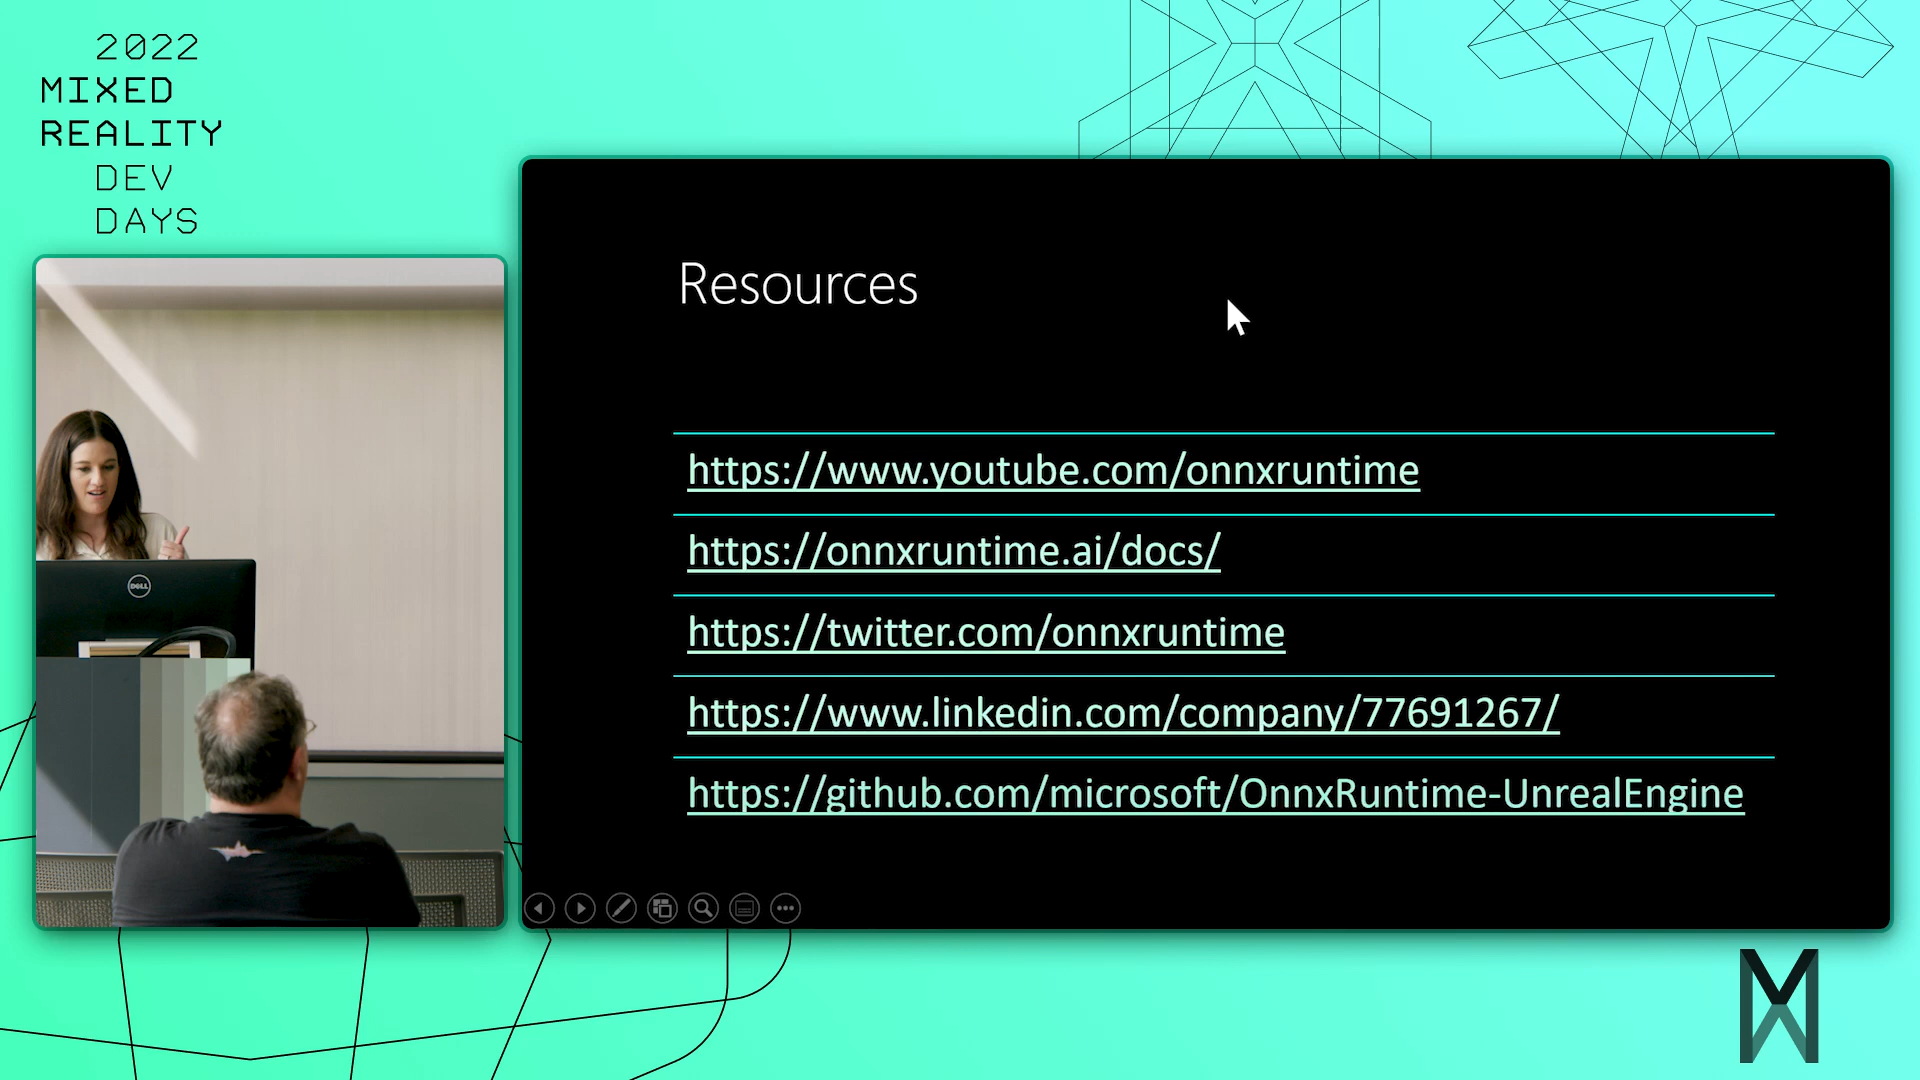 2022
MIXED
REALITY
DEV
DAYS
Resources
https://www.youtube.com/onnxruntime
https://onnxruntime.ai/docs/
https://twitter.com/onnxruntime
https://www.linkedin.com/company/77691267/
https://github.com/microsoft/OnnxRuntime-UnrealEngine
DELL